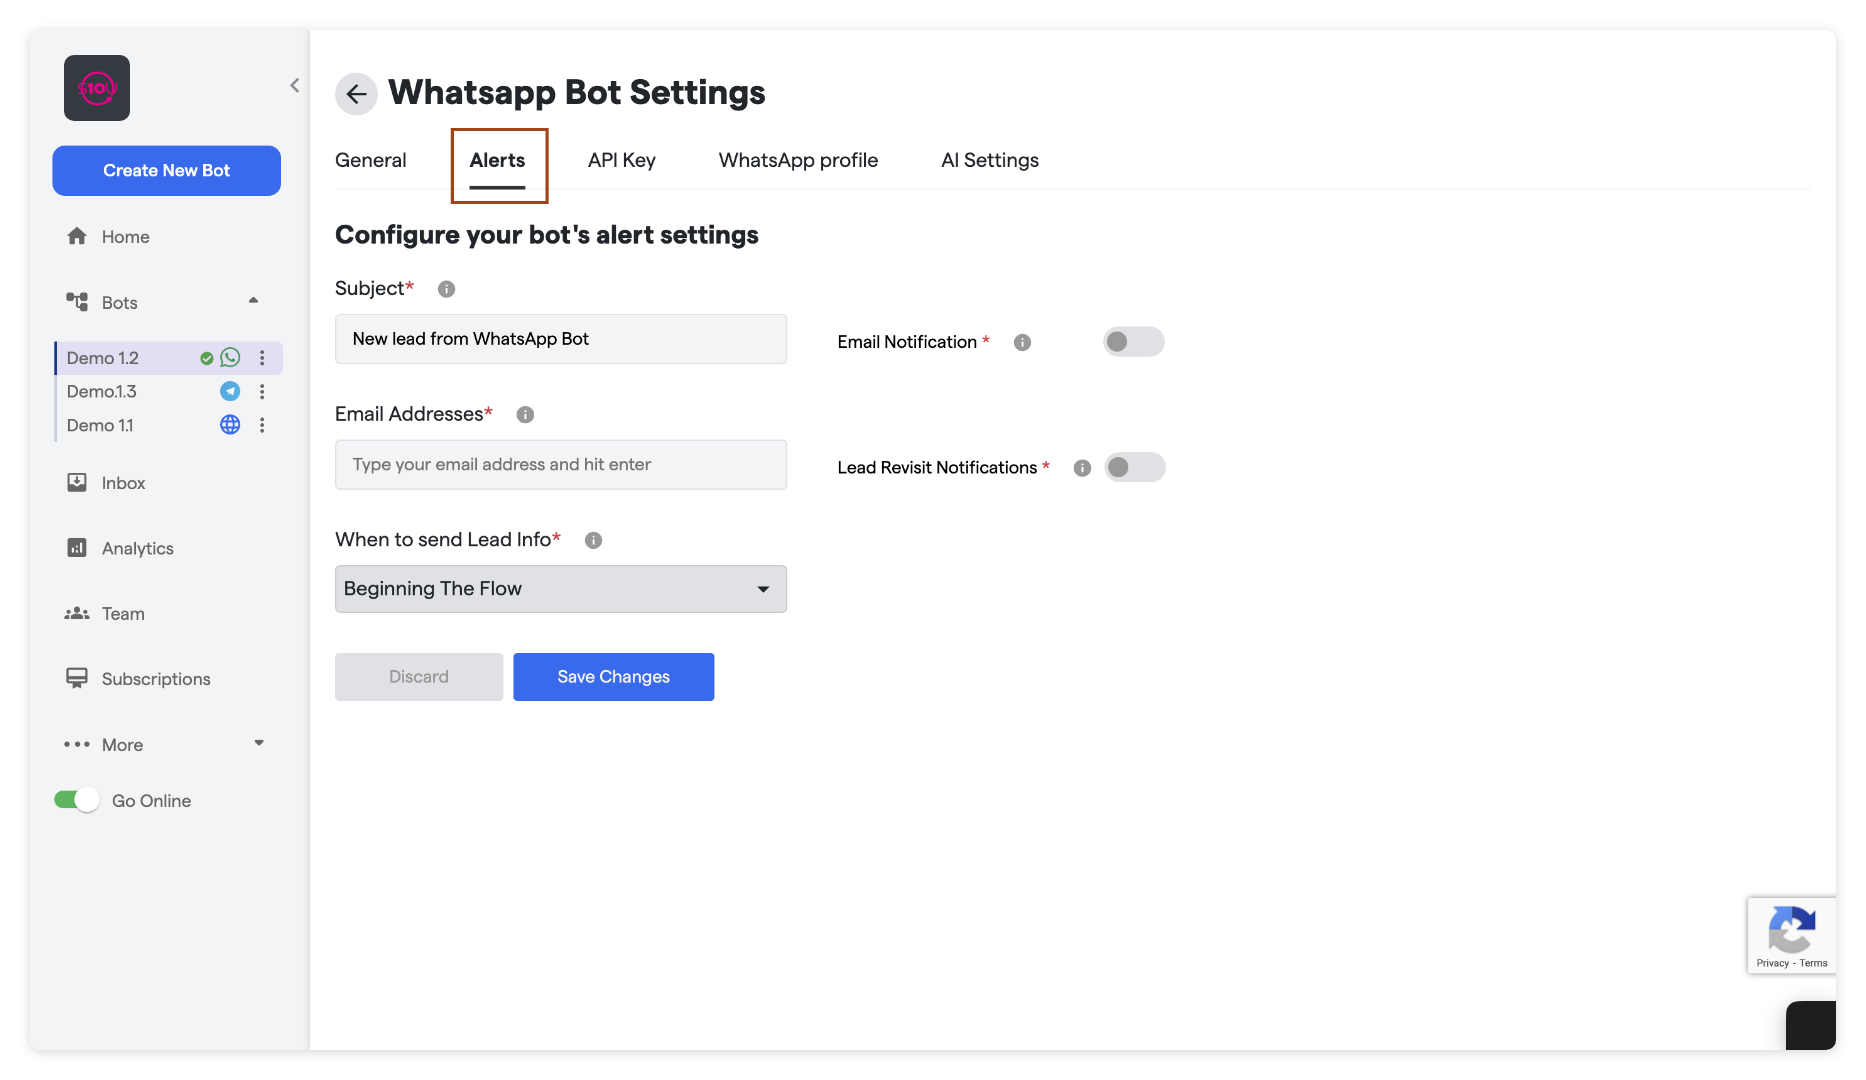 $10U
Create New Bot
Home
Bots
Demo 1.2
Demo.1.3
Demo 1.1
Inbox
Analytics
Team
Subscriptions
More
Go Online
Whatsapp Bot Settings
General
Alerts
API Key
WhatsApp profile
AI Settings
Configure your bot's alert settings
Subject*
New lead from WhatsApp Bot
Email Notification *
Email Addresses*
Type your email address and hit enter
Lead Revisit Notifications *
When to send Lead Info*
Beginning The Flow
Discard
Save Changes
Privacy - Terms